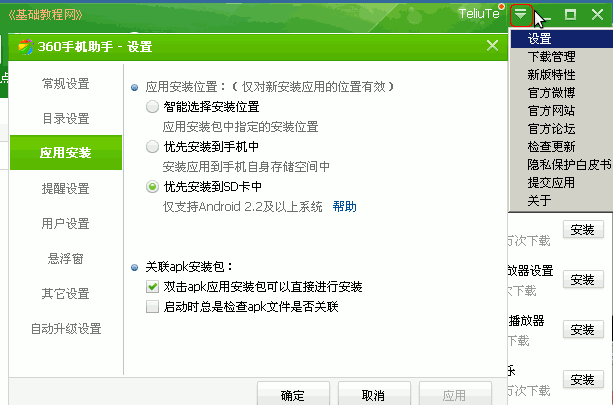 《基础教程网》
TeliuTe
点
360手机助手 - 设置
常规设置
目录设置
应用安装
提醒设置
用户设置
悬浮窗
其它设置
自动升级设置
应用安装位置：（仅对新安装应用的位置有效）
智能选择安装位置
应用安装包中指定的安装位置
优先安装到手机中
安装应用到手机自身存储空间中
优先安装到SD卡中
仅支持Android 2.2及以上系统 帮助
关联apk安装包：
双击apk应用安装包可以直接进行安装
启动时总是检查apk文件是否关联
确定
取消
应用
设置
下载管理
新版特性
官方微博
官方网站
官方论坛
检查更新
隐私保护白皮书
提交应用
关于
万次下载
安装
放器设置
次下载
安装
播放器
下载
安装
乐
万次下载
安装